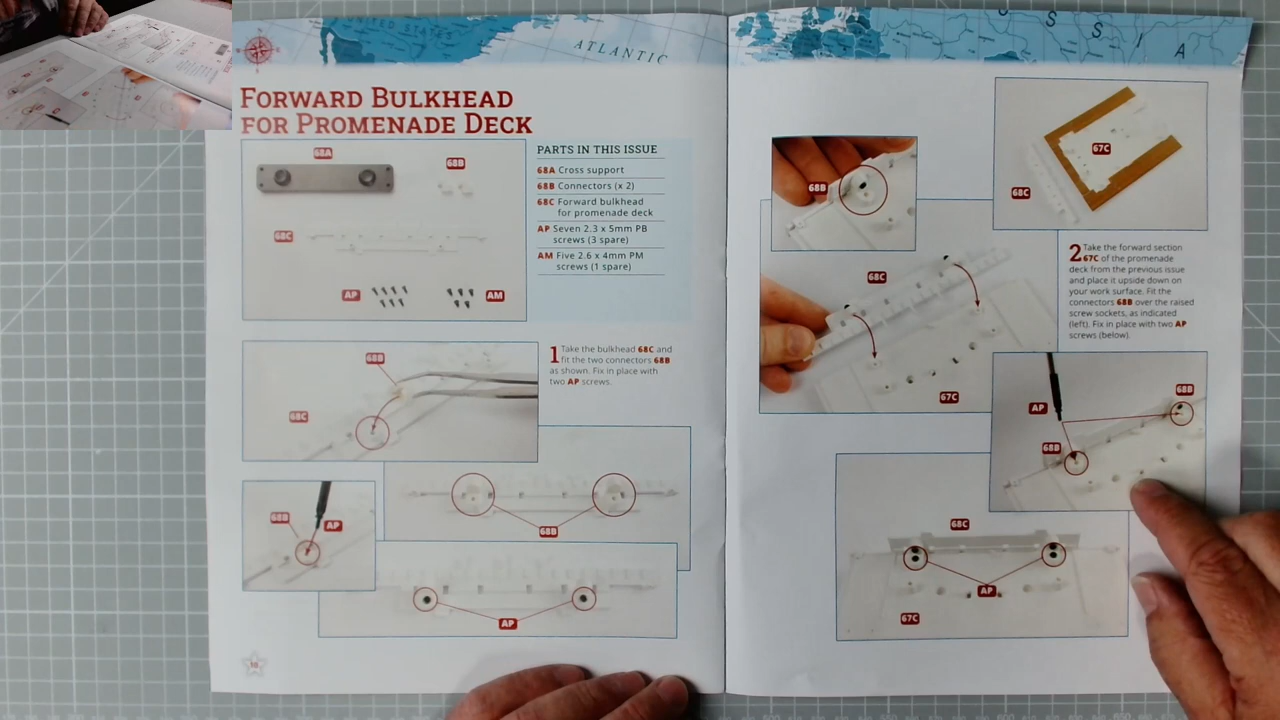 UNITED STATES
ATLANTIC
S S I A
FORWARD BULKHEAD
FOR PROMENADE DECK
68A
68B
68C
AP
AM
PARTS IN THIS ISSUE
68A Cross support
68B Connectors (x 2)
68C Forward bulkhead
for promenade deck
AP Seven 2.3 x 5mm PB
screws (3 spare)
AM Five 2.6 x 4mm PM
screws (1 spare)
68B
68C
1 Take the bulkhead 68C and
fit the two connectors 68B
as shown. Fix in place with
two AP screws.
68B
AP
68B
AP
68B
67C
68C
68C
67C
2 Take the forward section
67C of the promenade
deck from the previous issue
and place it upside down on
your work surface. Fit the
connectors 68B over the raised
screw sockets, as indicated
(left). Fix in place with two AP
screws (below).
68B
AP
68B
68C
AP
67C